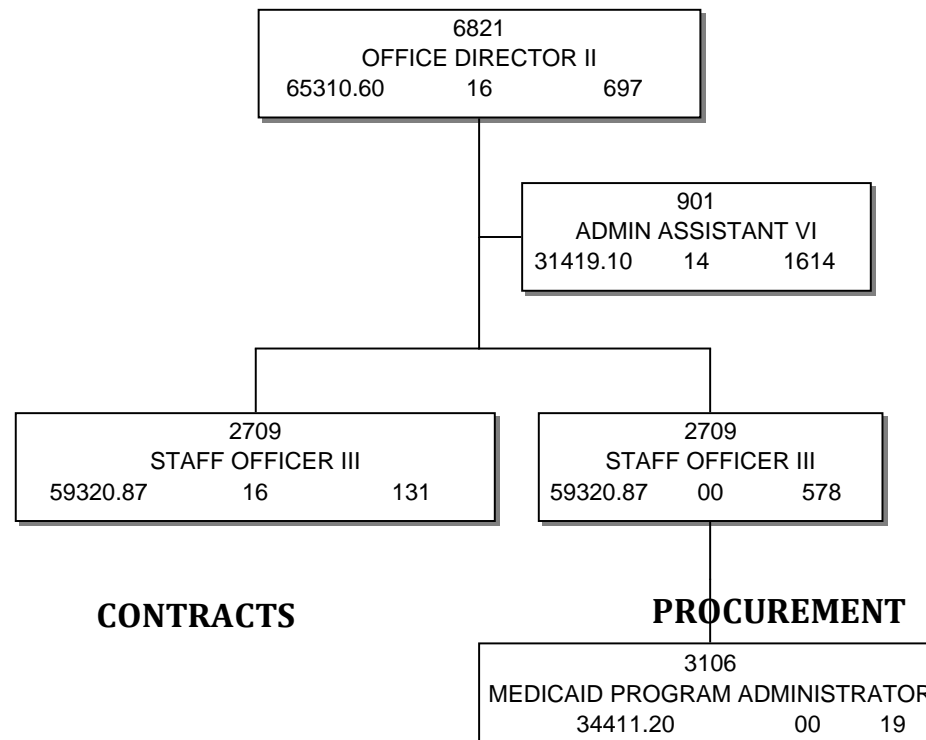 6821
OFFICE DIRECTOR II
65310.60 16 697
901
ADMIN ASSISTANT VI
31419.10 14 1614
2709
STAFF OFFICER III
59320.87 16 131
2709
STAFF OFFICER III
59320.87 00 578
CONTRACTS
PROCUREMENT
3106
MEDICAID PROGRAM ADMINISTRATOR
34411.20 00 19